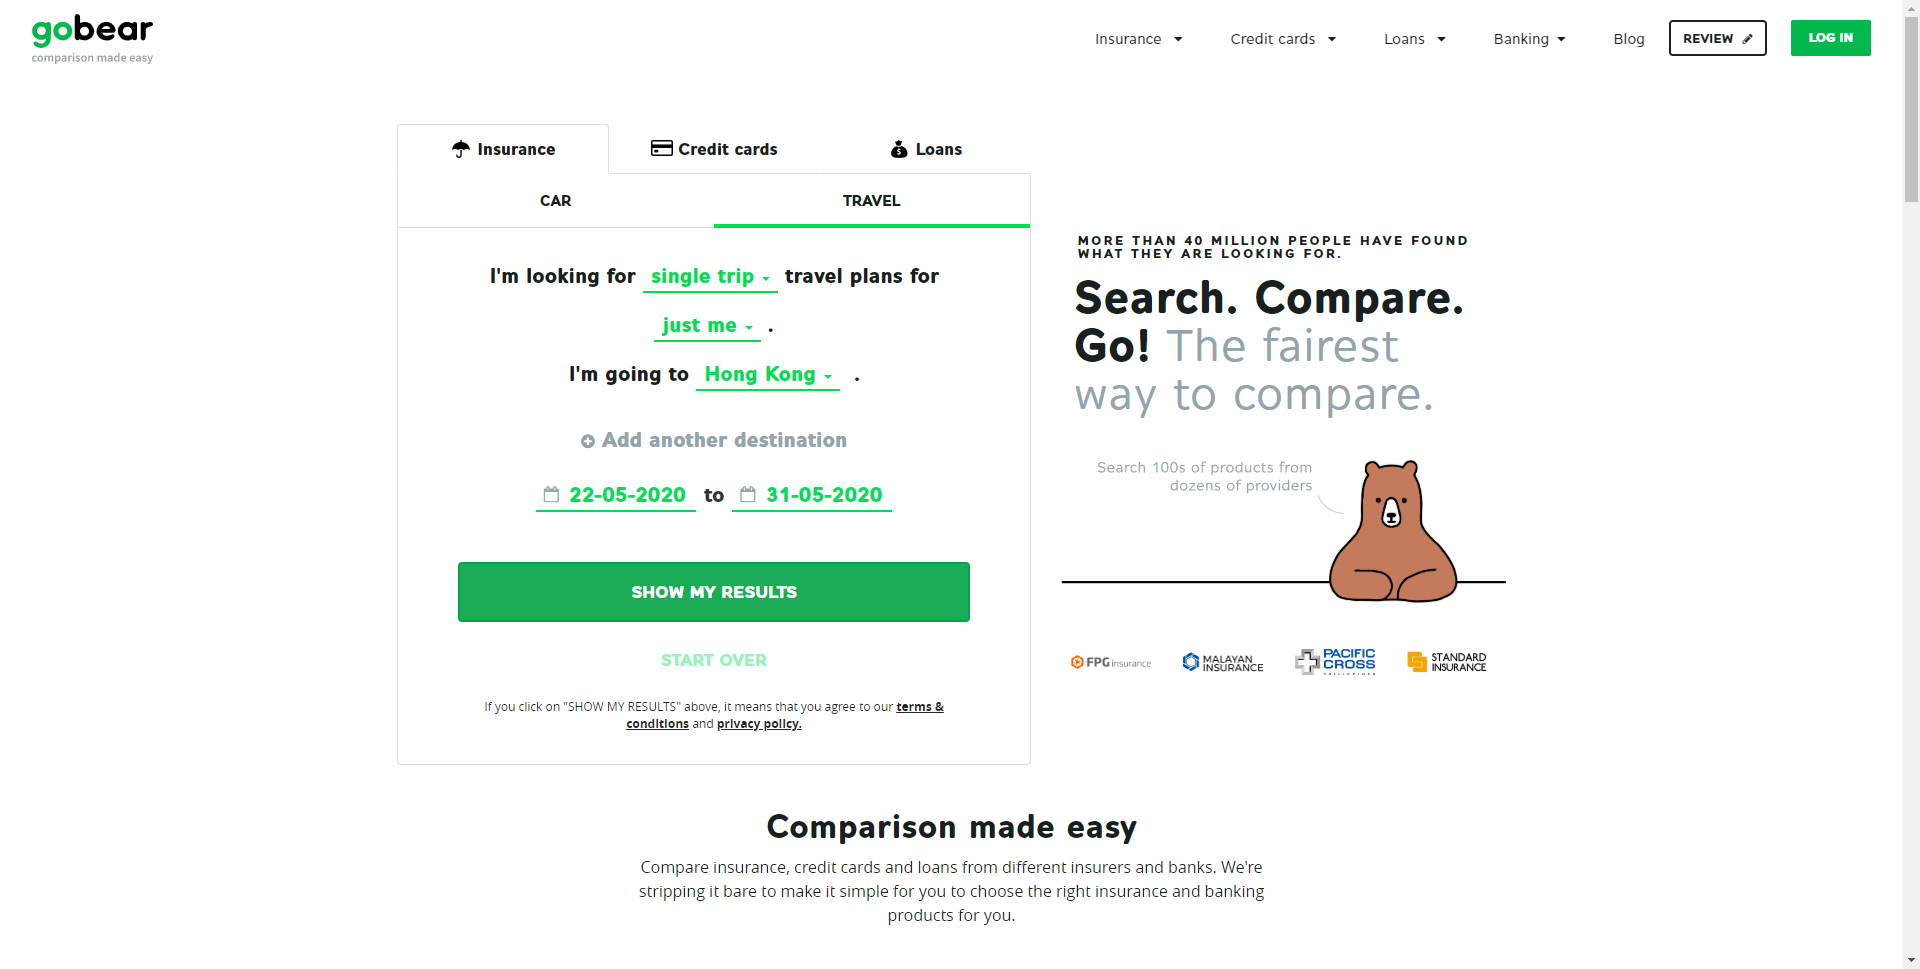 gobear
comparison made easy
Insurance
Credit cards
Loans
Banking
Blog
REVIEW
LOG IN
Insurance
Credit cards
Loans
CAR
TRAVEL
I'm looking for single trip travel plans for
just me .
I'm going to Hong Kong .
Add another destination
22-05-2020 to 31-05-2020
SHOW MY RESULTS
START OVER
If you click on "SHOW MY RESULTS" above, it means that you agree to our terms &
conditions and privacy policy.
MORE THAN 40 MILLION PEOPLE HAVE FOUND
WHAT THEY ARE LOOKING FOR.
Search. Compare.
Go! The fairest
way to compare.
Search 100s of products from
dozens of providers
FPG insurance
MALAYAN
INSURANCE
PACIFIC
CROSS
STANDARD
INSURANCE
Comparison made easy
Compare insurance, credit cards and loans from different insurers and banks. We're
stripping it bare to make it simple for you to choose the right insurance and banking
products for you.